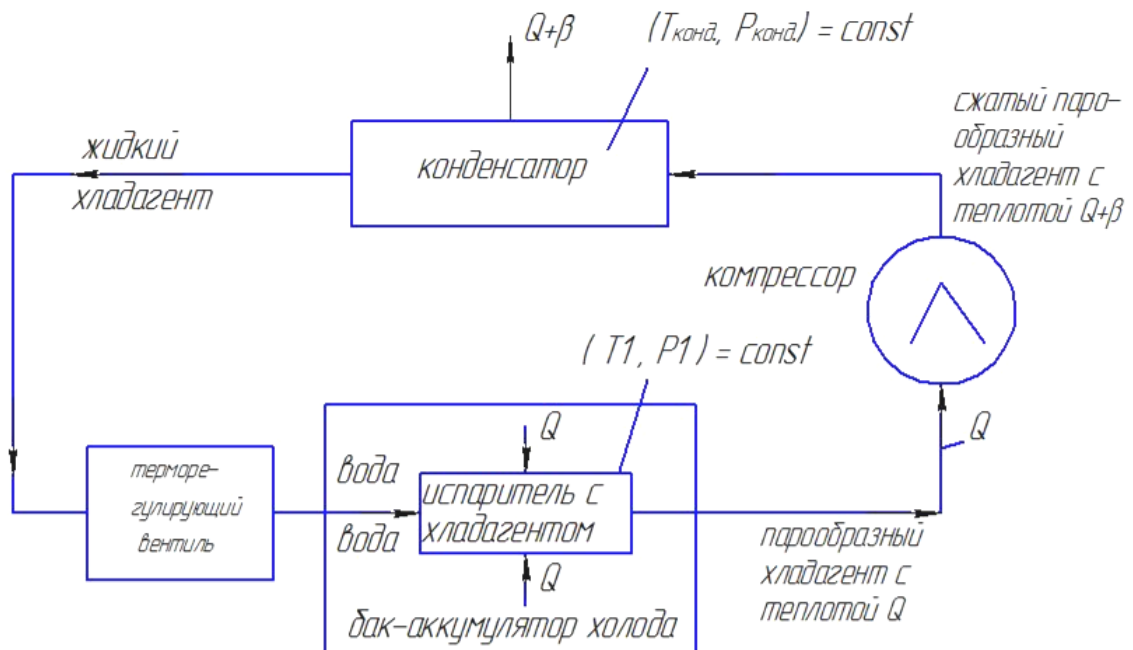 Q+β
(Tконд, Pконд.) = const
сжатый паро-
образный
хладагент с
теплотой Q+β
жидкий
хладагент
конденсатор
компрессор
( T1, P1 ) = const
Q
Q
терморе-
гулирующий
вентиль
вода
вода
испаритель с
хладагентом
Q
парообразный
хладагент с
теплотой Q
бак-аккумулятор холода